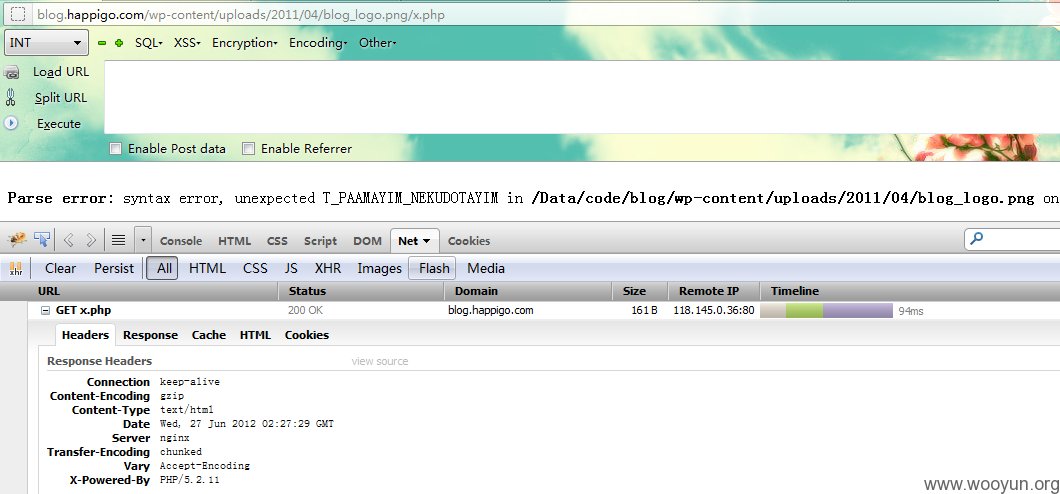 blog.happigo.com/wp-content/uploads/2011/04/blog_logo.png/x.php
INT SQL- XSS- Encryption- Encoding- Other-
Load URL
Split URL
Execute
Enable Post data Enable Referrer
Parse error: syntax error, unexpected T_PAAMAYIM_NEKUDOTAYIM in /Data/code/blog/wp-content/uploads/2011/04/blog_logo.png on
Console HTML CSS Script DOM Net Cookies
xhr Clear Persist All HTML CSS JS XHR Images Flash Media
URL Status Domain Size Remote IP Timeline
GET x.php 200 OK blog.happigo.com 161 B 118.145.0.36:80 94ms
Headers Response Cache HTML Cookies
Response Headers view source
Connection keep-alive
Content-Encoding gzip
Content-Type text/html
Date Wed, 27 Jun 2012 02:27:29 GMT
Server nginx
Transfer-Encoding chunked
Vary Accept-Encoding
X-Powered-By PHP/5.2.11
www.wooyun.org